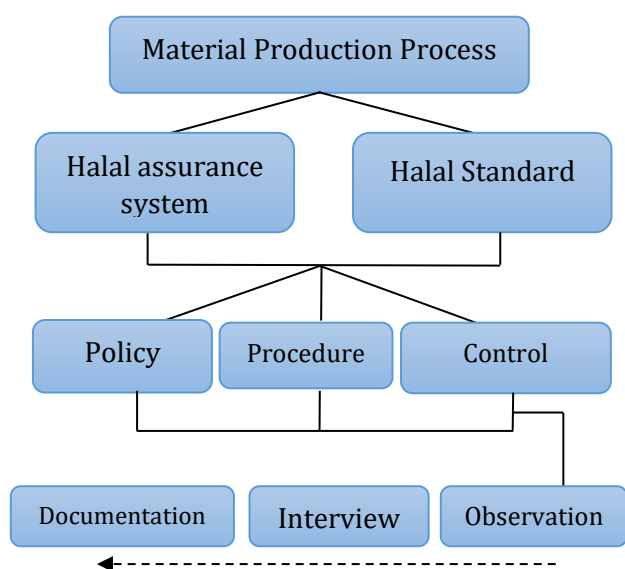 Material Production Process
Halal assurance
system
Halal Standard
Policy
Procedure
Control
Documentation
Interview
Observation